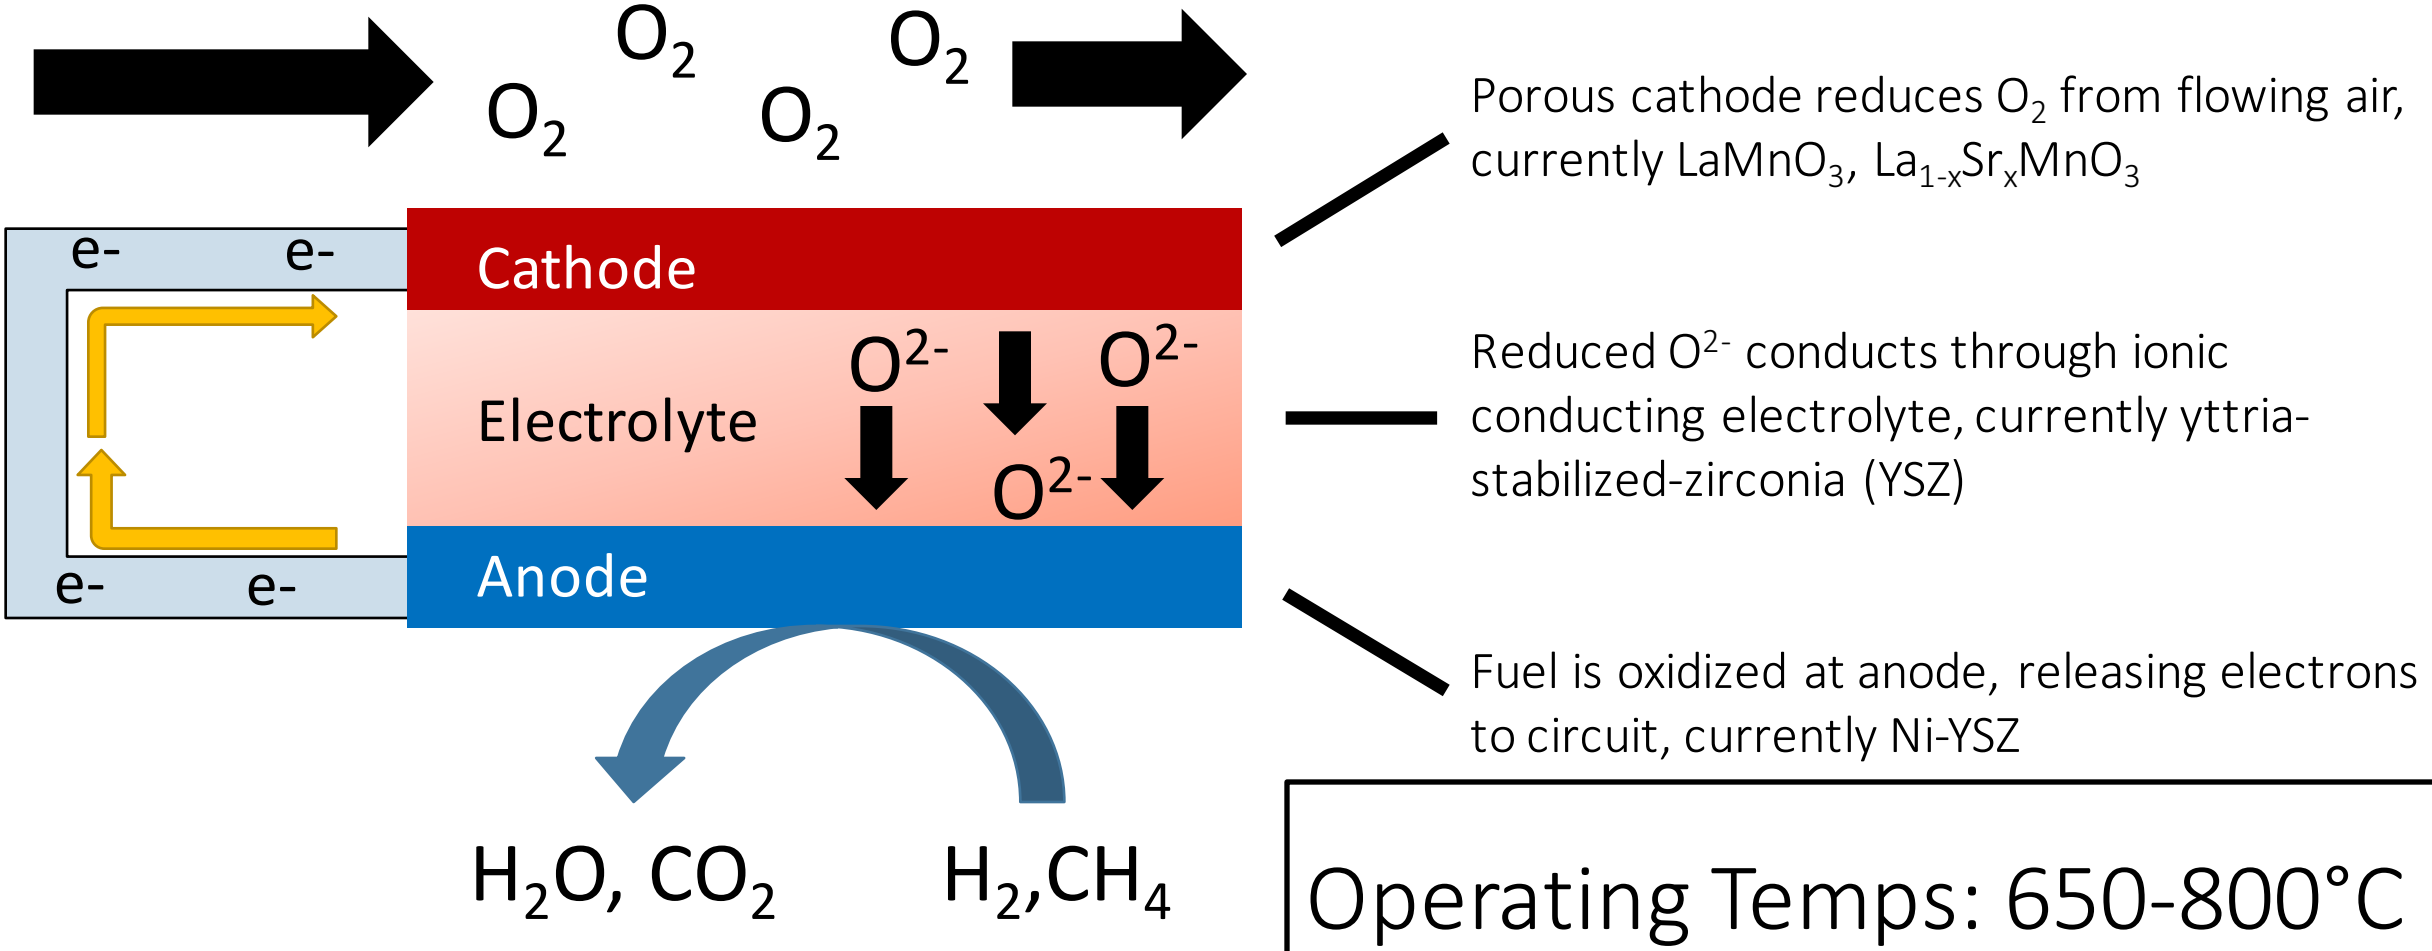 O₂ O₂
O₂ O₂
Porous cathode reduces O₂ from flowing air,
currently LaMnO₃, La₁₋ₓSrₓMnO₃
e- e-
Cathode
O²⁻ O²⁻
Electrolyte
O²⁻
Reduced O²⁻ conducts through ionic
conducting electrolyte, currently yttria-
stabilized-zirconia (YSZ)
Anode
e- e-
Fuel is oxidized at anode, releasing electrons
to circuit, currently Ni-YSZ
H₂O, CO₂ H₂,CH₄
Operating Temps: 650-800°C